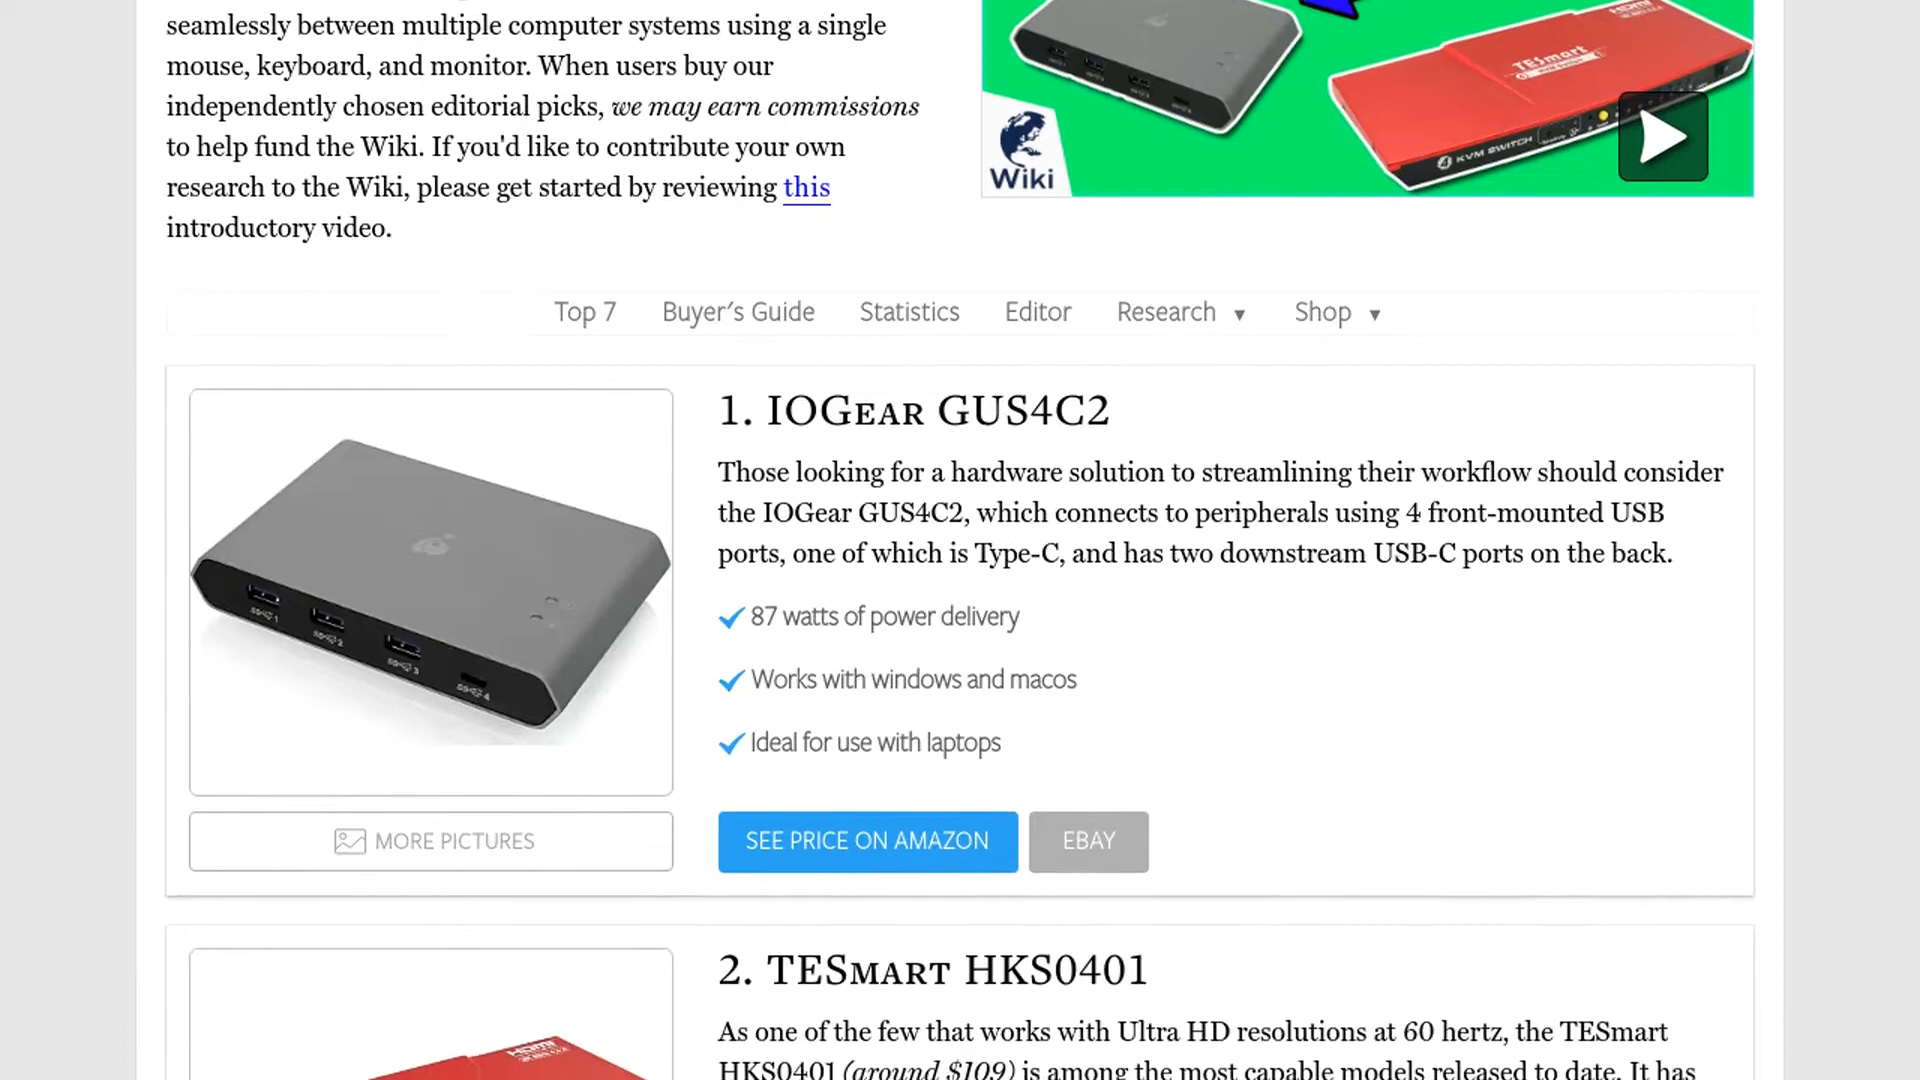 seamlessly between multiple computer systems using a single
mouse, keyboard, and monitor. When users buy our
independently chosen editorial picks, we may earn commissions
to help fund the Wiki. If you'd like to contribute your own
research to the Wiki, please get started by reviewing this
introductory video.
HDMI
TESmart
4 KVM SWITCH
Wiki
Top 7 Buyer's Guide Statistics Editor Research ▼ Shop ▼
1. IOGear GUS4C2
Those looking for a hardware solution to streamlining their workflow should consider
the IOGear GUS4C2, which connects to peripherals using 4 front-mounted USB
ports, one of which is Type-C, and has two downstream USB-C ports on the back.
87 watts of power delivery
Works with windows and macos
Ideal for use with laptops
1
2
3
4
MORE PICTURES
SEE PRICE ON AMAZON
EBAY
2. TESmart HKS0401
As one of the few that works with Ultra HD resolutions at 60 hertz, the TESmart
HKS0401 (around $109) is among the most capable models released to date. It has
HDMI